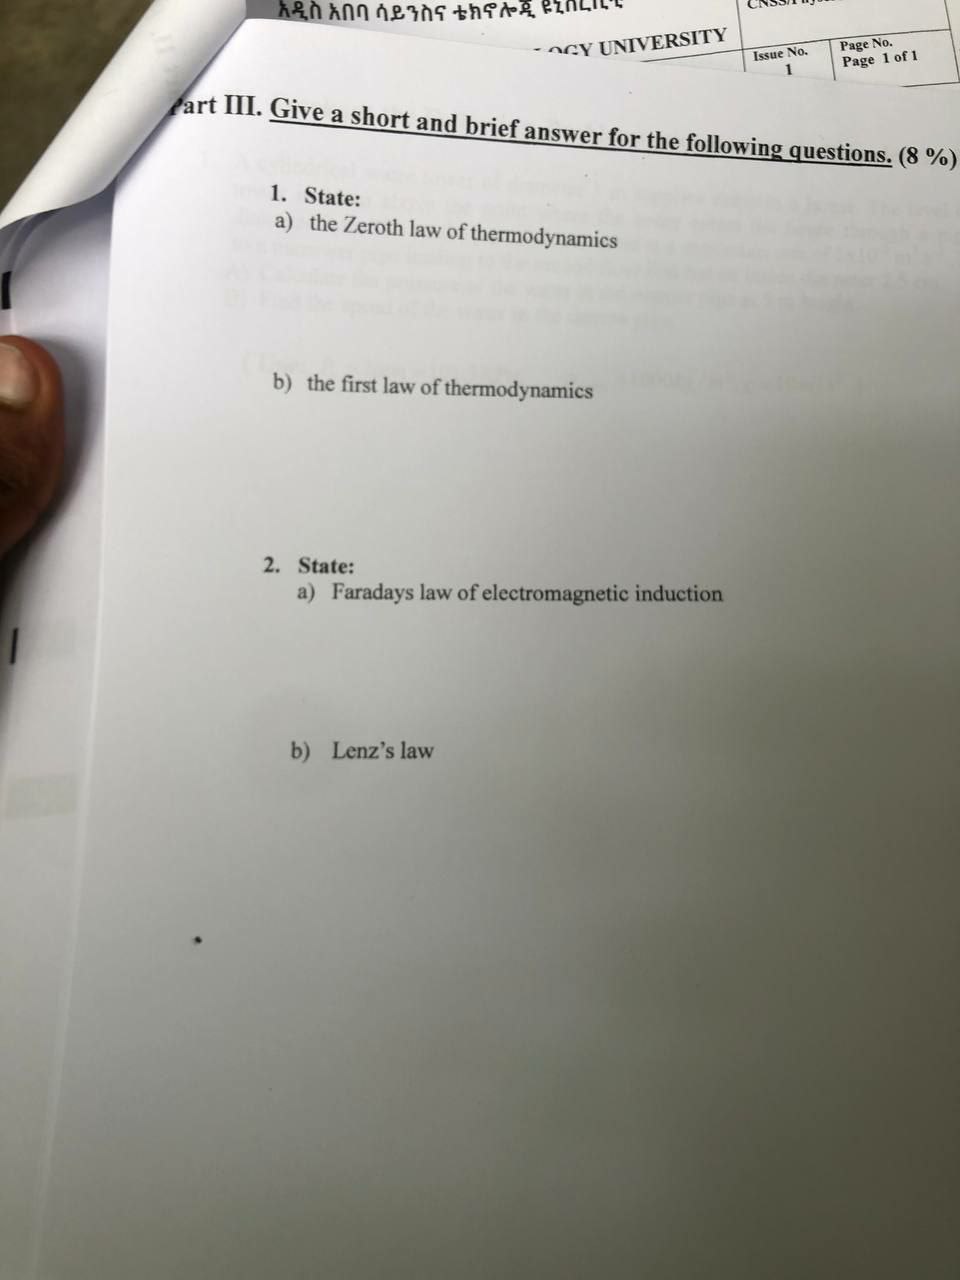 አዲስ አበባ ሳይንስና ቴክኖሎጂ
UNIVERSITY
Issue No.
1
Page No.
Page 1 of 1
Part III. Give a short and brief answer for the following questions. (8 %)
1. State:
a) the Zeroth law of thermodynamics
b) the first law of thermodynamics
2. State:
a) Faradays law of electromagnetic induction
b) Lenz's law